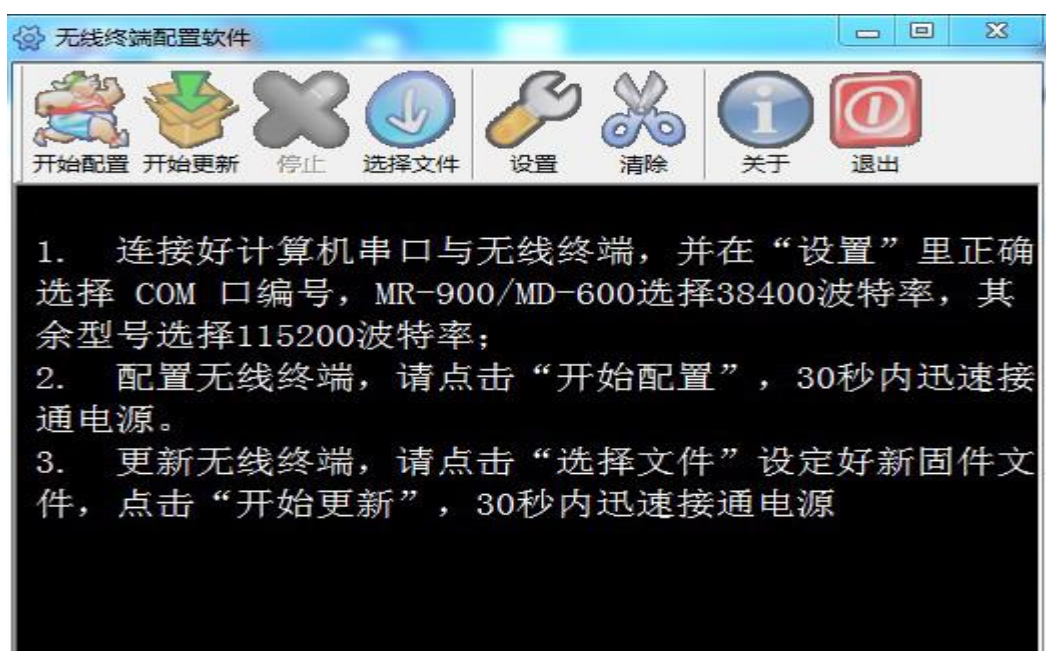 无线终端配置软件
开始配置 开始更新 停止 选择文件 设置 清除 关于 退出
1. 连接好计算机串口与无线终端，并在“设置”里正确
选择 COM 口编号，MR-900/MD-600选择38400波特率，其
余型号选择115200波特率；
2. 配置无线终端，请点击“开始配置”，30秒内迅速接
通电源。
3. 更新无线终端，请点击“选择文件”设定好新固件文
件，点击“开始更新”，30秒内迅速接通电源